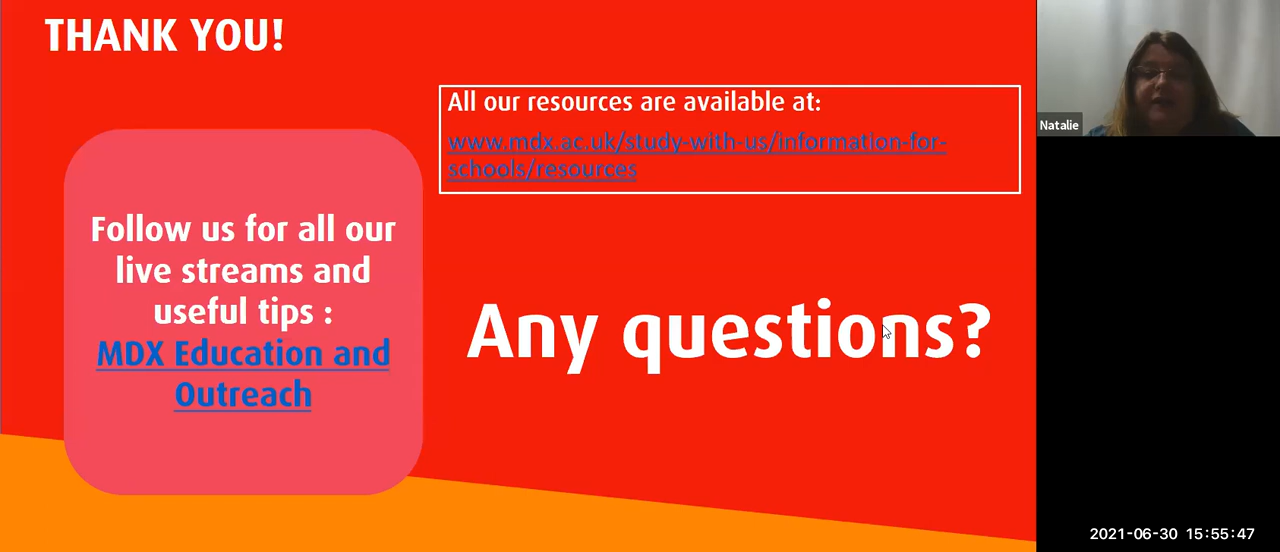 THANK YOU!
All our resources are available at:
www.mdx.ac.uk/study-with-us/information-for-
schools/resources
Natalie
Follow us for all our
live streams and
useful tips :
MDX Education and
Outreach
Any questions?
2021-06-30 15:55:47